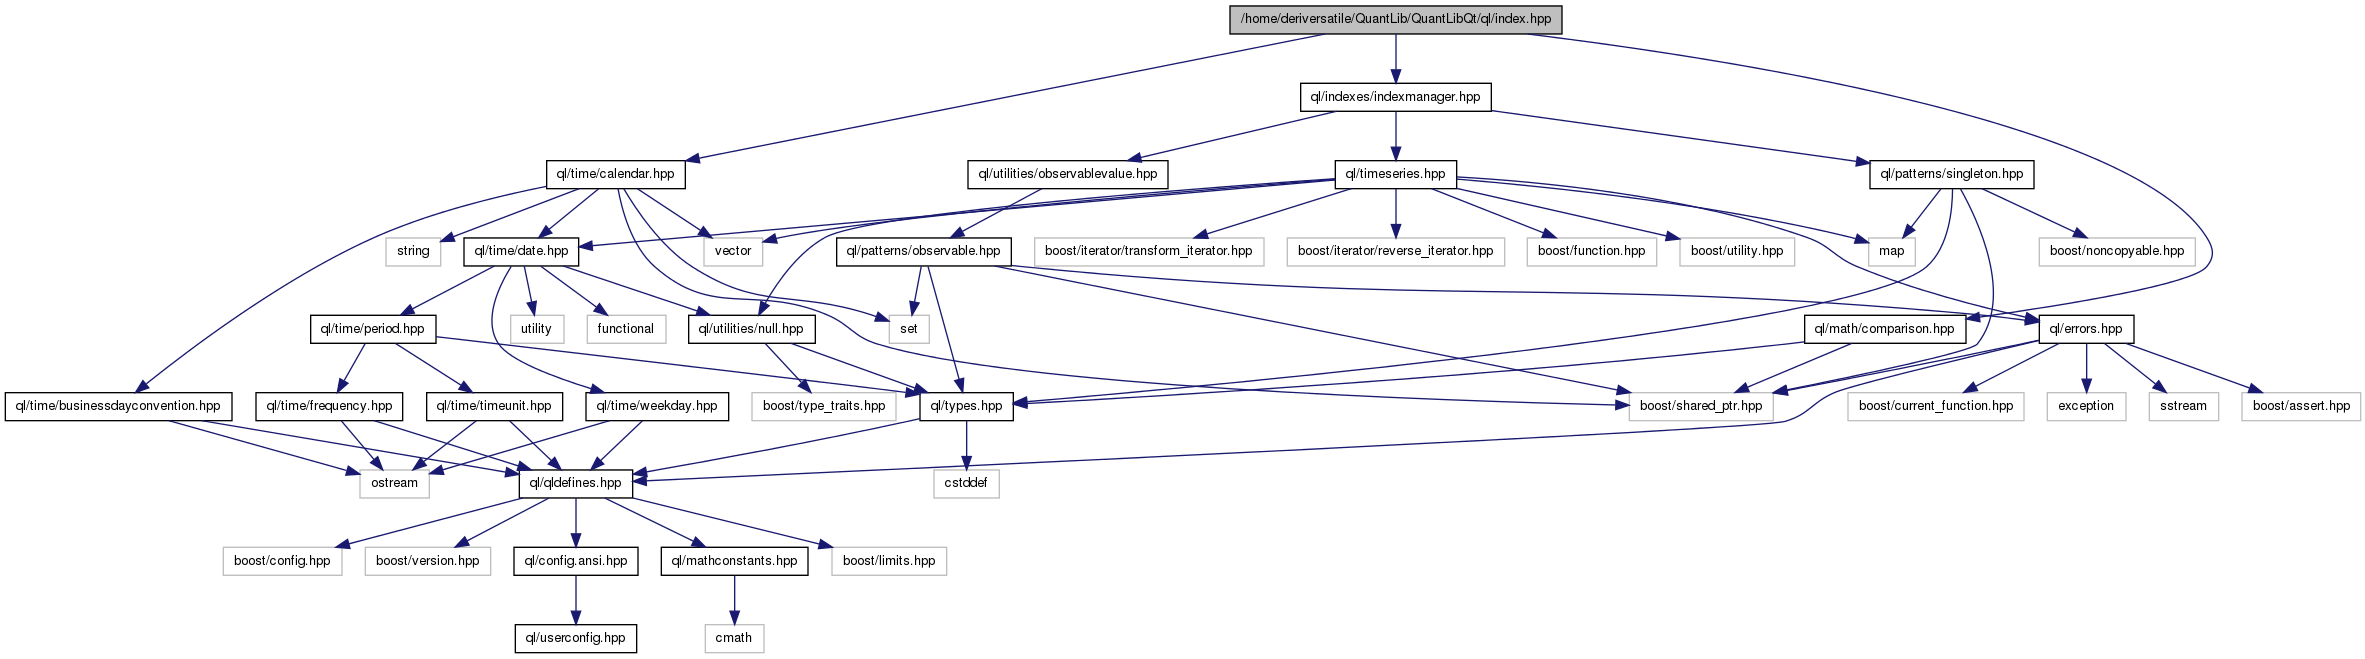 /home/deriversatile/QuantLib/QuantLibQt/ql/index.hpp
ql/indexes/indexmanager.hpp
ql/time/calendar.hpp
ql/utilities/observablevalue.hpp
ql/timeseries.hpp
ql/patterns/singleton.hpp
string
ql/time/date.hpp
vector
ql/patterns/observable.hpp
boost/iterator/transform_iterator.hpp
boost/iterator/reverse_iterator.hpp
boost/function.hpp
boost/utility.hpp
map
boost/noncopyable.hpp
ql/time/period.hpp
utility
functional
ql/utilities/null.hpp
set
ql/math/comparison.hpp
ql/errors.hpp
ql/time/businessdayconvention.hpp
ql/time/frequency.hpp
ql/time/timeunit.hpp
ql/time/weekday.hpp
boost/type_traits.hpp
ql/types.hpp
boost/shared_ptr.hpp
boost/current_function.hpp
exception
sstream
boost/assert.hpp
ostream
ql/qldefines.hpp
cstddef
boost/config.hpp
boost/version.hpp
ql/config.ansi.hpp
ql/mathconstants.hpp
boost/limits.hpp
ql/userconfig.hpp
cmath